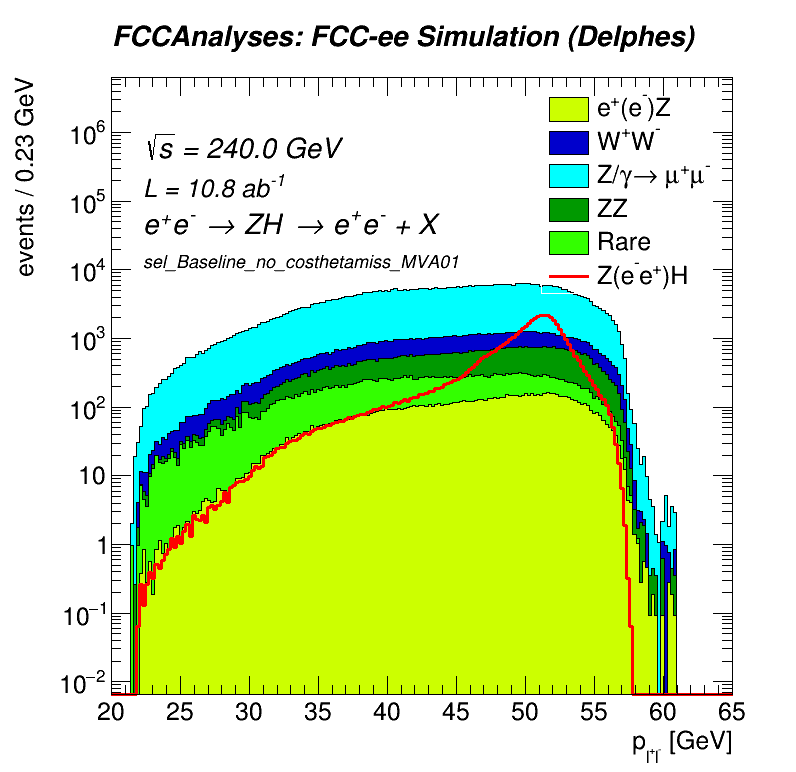 FCCAnalyses: FCC-ee Simulation (Delphes)
events / 0.23 GeV
√s = 240.0 GeV
L = 10.8 ab⁻¹
e⁺e⁻ → ZH → e⁺e⁻ + X
sel_Baseline_no_costhetamiss_MVA01
e⁺(e⁻)Z
W⁺W⁻
Z/γ→ μ⁺μ⁻
ZZ
Rare
Z(e⁻e⁺)H
10⁶
10⁵
10⁴
10³
10²
10
1
10⁻¹
10⁻²
20 25 30 35 40 45 50 55 60 65
p_l⁺l⁻ [GeV]